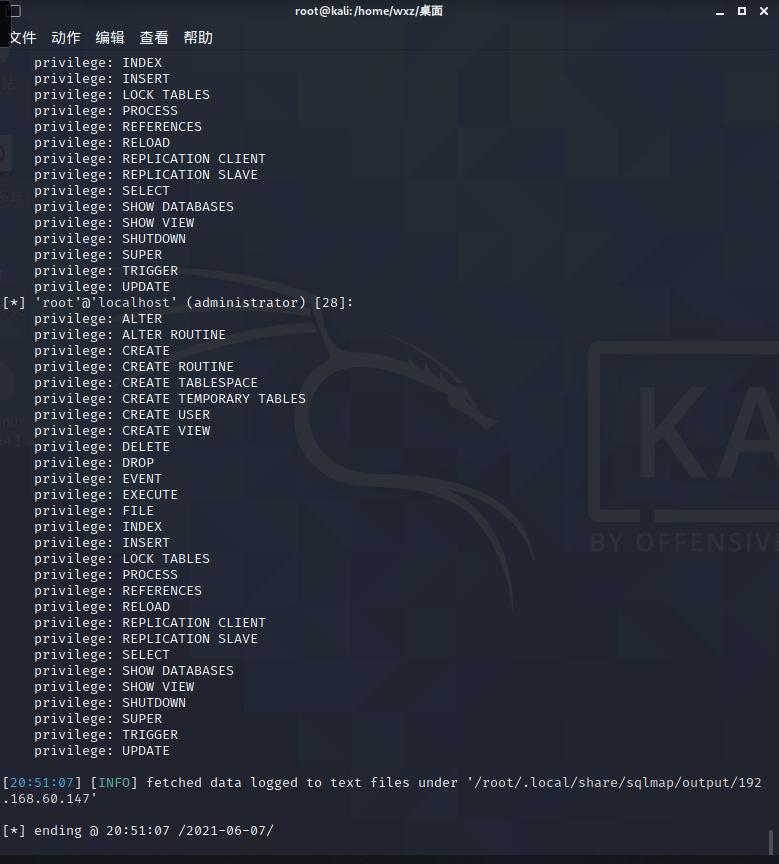 root@kali: /home/wxz/桌面
文件 动作 编辑 查看 帮助
privilege: INDEX
privilege: INSERT
privilege: LOCK TABLES
privilege: PROCESS
privilege: REFERENCES
privilege: RELOAD
privilege: REPLICATION CLIENT
privilege: REPLICATION SLAVE
privilege: SELECT
privilege: SHOW DATABASES
privilege: SHOW VIEW
privilege: SHUTDOWN
privilege: SUPER
privilege: TRIGGER
privilege: UPDATE
[*] 'root'@'localhost' (administrator) [28]:
privilege: ALTER
privilege: ALTER ROUTINE
privilege: CREATE
privilege: CREATE ROUTINE
privilege: CREATE TABLESPACE
privilege: CREATE TEMPORARY TABLES
privilege: CREATE USER
privilege: CREATE VIEW
privilege: DELETE
privilege: DROP
privilege: EVENT
privilege: EXECUTE
privilege: FILE
privilege: INDEX
privilege: INSERT
privilege: LOCK TABLES
privilege: PROCESS
privilege: REFERENCES
privilege: RELOAD
privilege: REPLICATION CLIENT
privilege: REPLICATION SLAVE
privilege: SELECT
privilege: SHOW DATABASES
privilege: SHOW VIEW
privilege: SHUTDOWN
privilege: SUPER
privilege: TRIGGER
privilege: UPDATE
[20:51:07] [INFO] fetched data logged to text files under '/root/.local/share/sqlmap/output/192
.168.60.147'
[*] ending @ 20:51:07 /2021-06-07/
KA
BY OFFENSIV